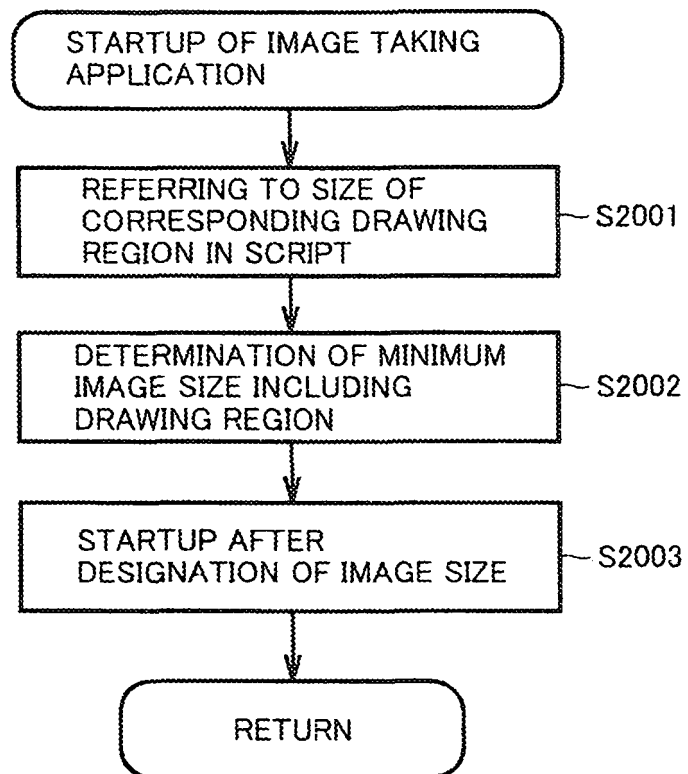 STARTUP OF IMAGE TAKING
APPLICATION
REFERRING TO SIZE OF
CORRESPONDING DRAWING
REGION IN SCRIPT
S2001
DETERMINATION OF MINIMUM
IMAGE SIZE INCLUDING
DRAWING REGION
S2002
STARTUP AFTER
DESIGNATION OF IMAGE SIZE
S2003
RETURN